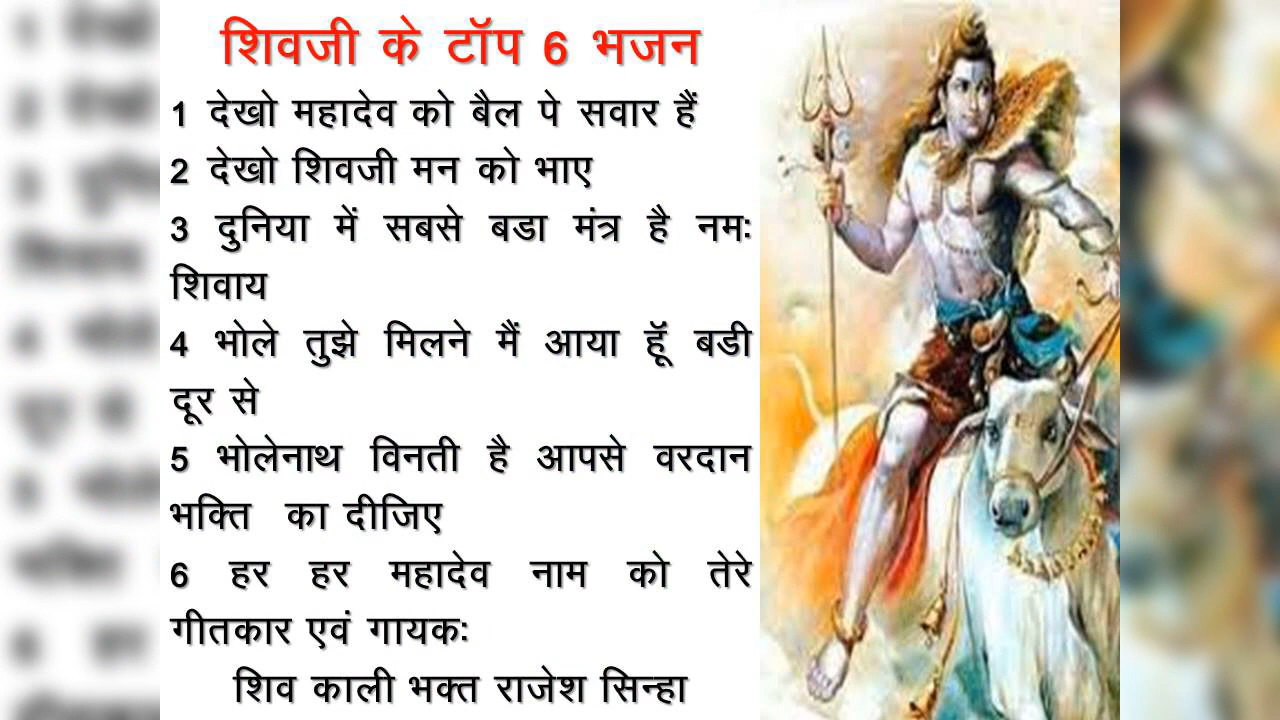 शिवजी के टॉप 6 भजन
1 देखो महादेव को बैल पे सवार हैं
2 देखो शिवजी मन को भाए
3 दुनिया में सबसे बडा मंत्र है नमः
शिवाय
4 भोले तुझे मिलने मैं आया हूॅ बडी
दूर से
5 भोलेनाथ विनती है आपसे वरदान
भक्ति का दीजिए
6 हर हर महादेव नाम को तेरे
गीतकार एवं गायकः
शिव काली भक्त राजेश सिन्हा